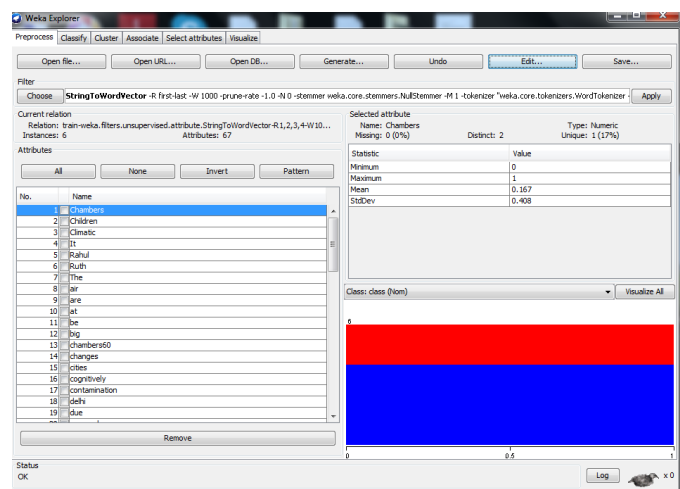 Weka Explorer
Preprocess Classify Cluster Associate Select attributes Visualize
Open file... Open URL... Open DB... Generate... Undo Edit... Save...
Filter
Choose StringToWordVector -R first-last -W 1000 -prune-rate -1.0 -N 0 -stemmer weka.core.stemmers.NullStemmer -M 1 -tokenizer "weka.core.tokenizers.WordTokenizer - Apply
Current relation
Relation: train-weka.filters.unsupervised.attribute.StringToWordVector-R1,2,3,4-W10...
Instances: 6 Attributes: 67
Attributes
All None Invert Pattern
No. Name
1 Chambers
2 Children
3 Climatic
4 It
5 Rahul
6 Ruth
7 The
8 air
9 are
10 at
11 be
12 big
13 chambers60
14 changes
15 cities
16 cognitively
17 contamination
18 delhi
19 due
Remove
Selected attribute
Name: Chambers Type: Numeric
Missing: 0 (0%) Distinct: 2 Unique: 1 (17%)
Statistic Value
Minimum 0
Maximum 1
Mean 0.167
StdDev 0.408
Class: class (Nom) Visualize All
6
0 0.5 1
Status
OK
Log x 0